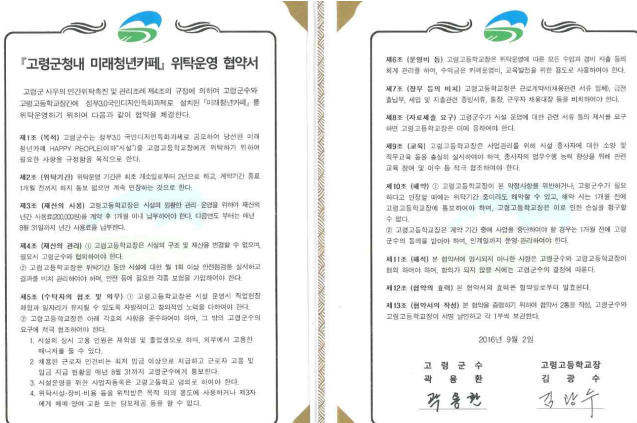 『고령군청내 미래청년카페』 위탁운영 협약서
고령군 사무의 민간위탁촉진 및 관리조례 제4조의 규정에 의하여 고령군수와
고령고등학교장간에 정부3.0국민디자인특화과제로 설치된 『미래청년카페』를
위탁운영하기 위하여 다음과 같이 협약을 체결한다.
제1조 (목적) 고령군수는 정부3.0 국민디자인특화과제로 공모하여 당선된 미래
청년카페 HAPPY PEOPLE(이하"시설")를 고령고등학교장에게 위탁하기 위하여
필요한 사항을 규정함을 목적으로 한다.
제2조 (위탁기간) 위탁운영 기간은 최초 개소일로부터 2년으로 하고, 계약기간 종료
1개월 전까지 해지 통보 없으면 계속 연장하는 것으로 한다.
제3조 (재산의 사용) 고령고등학교장은 시설의 원활한 관리·운영을 위하여 재산의
년간 사용료(200,000원)를 계약 후 1개월 이내 납부하여야 한다. 다음연도 부터는 매년
8월 31일까지 년간 사용료를 납부한다.
제4조 (재산의 관리) ① 고령고등학교장은 시설의 구조 및 재산을 변경할 수 없으며,
필요시 고령군수와 협의하여야 한다.
② 고령고등학교장은 위탁기간 동안 시설에 대한 월 1회 이상 안전점검을 실시하고
결과를 비치 관리하여야 하며, 안전 등에 필요한 각종 보험을 가입하여야 한다.
제5조 (수탁자의 협조 및 의무) ① 고령고등학교장은 시설 운영시 직업현장
체험과 일자리가 유지될 수 있도록 자발적이고 창의적인 노력을 다하여야 한다.
② 고령고등학교장은 아래 각호의 사항을 준수하여야 하며, 그 밖의 고령군수의
요구에 적극 협조하여야 한다.
1. 시설의 상시 고용 인원은 재학생 및 졸업생으로 하며, 외부에서 고용한
매니저를 둘 수 있다.
2. 채용된 근로자 인건비는 최저 임금 이상으로 지급하고 근로자 고용 및
임금 지급 현황을 매년 8월 31까지 고령군수에게 통보한다.
3. 시설운영을 위한 사업자등록은 고령고등학교 명의로 하여야 한다.
4. 위탁시설·장비·비품 등을 위탁받은 목적 외의 용도에 사용하거나 제3자
에게 매매·양여·교환 또는 담보제공 등을 할 수 없다.
제6조 (운영비 등) 고령고등학교장은 위탁운영에 따른 모든 수입과 경비 지출 등의
회계 관리를 하며, 수익금은 카페운영비, 교육발전을 위한 용도로 사용하여야 한다.
제7조 (장부 등의 비치) 고령고등학교장은 근로계약서(채용관련 서류 일체), 금전
출납부, 세입 및 지출관련 증빙서류, 통장, 근무자 채용대장 등을 비치하여야 한다.
제8조 (자료제출 요구) 고령군수가 시설 운영에 대한 관련 서류 등의 제시를 요구
하면 고령고등학교장은 이에 응하여야 한다.
제9조 (교육) 고령고등학교장은 사업관리를 위해 시설 종사자에 대한 소양 및
직무교육 등을 충실히 실시하여야 하며, 종사자의 업무수행 능력 향상을 위해 관련
교육 참여 및 이수 등 적극 협조하여야 한다.
제10조 (해약) ① 고령고등학교장이 본 약정사항을 위반하거나, 고령군수가 필요
하다고 인정할 때에는 위탁기간 중이라도 해약할 수 있고, 해약 시는 1개월 전에
고령고등학교장에 통보하여야 하며, 고령고등학교장은 이로 인한 손실을 청구할
수 없다.
② 고령고등학교장은 계약 기간 중에 사업을 중단하여야 할 경우는 1개월 전에 고령
군수의 동의를 받아야 하며, 인계일까지 운영·관리하여야 한다.
제11조 (해석) 본 협약서에 명시되지 아니한 사항은 고령군수와 고령고등학교장이
협의 하여야 하며, 합의가 되지 않을 시에는 고령군수의 결정에 따른다.
제12조 (협약의 효력) 본 협약서의 효력은 협약일로부터 발효된다.
제13조 (협약서의 작성) 본 협약을 증명하기 위하여 협약서 2통을 작성, 고령군수와
고령고등학교장이 서명 날인하고 각 1부씩 보관한다.
2016년 9월 2일
고 령 군 수
곽 용 환
곽용환
고령고등학교장
김 광 수